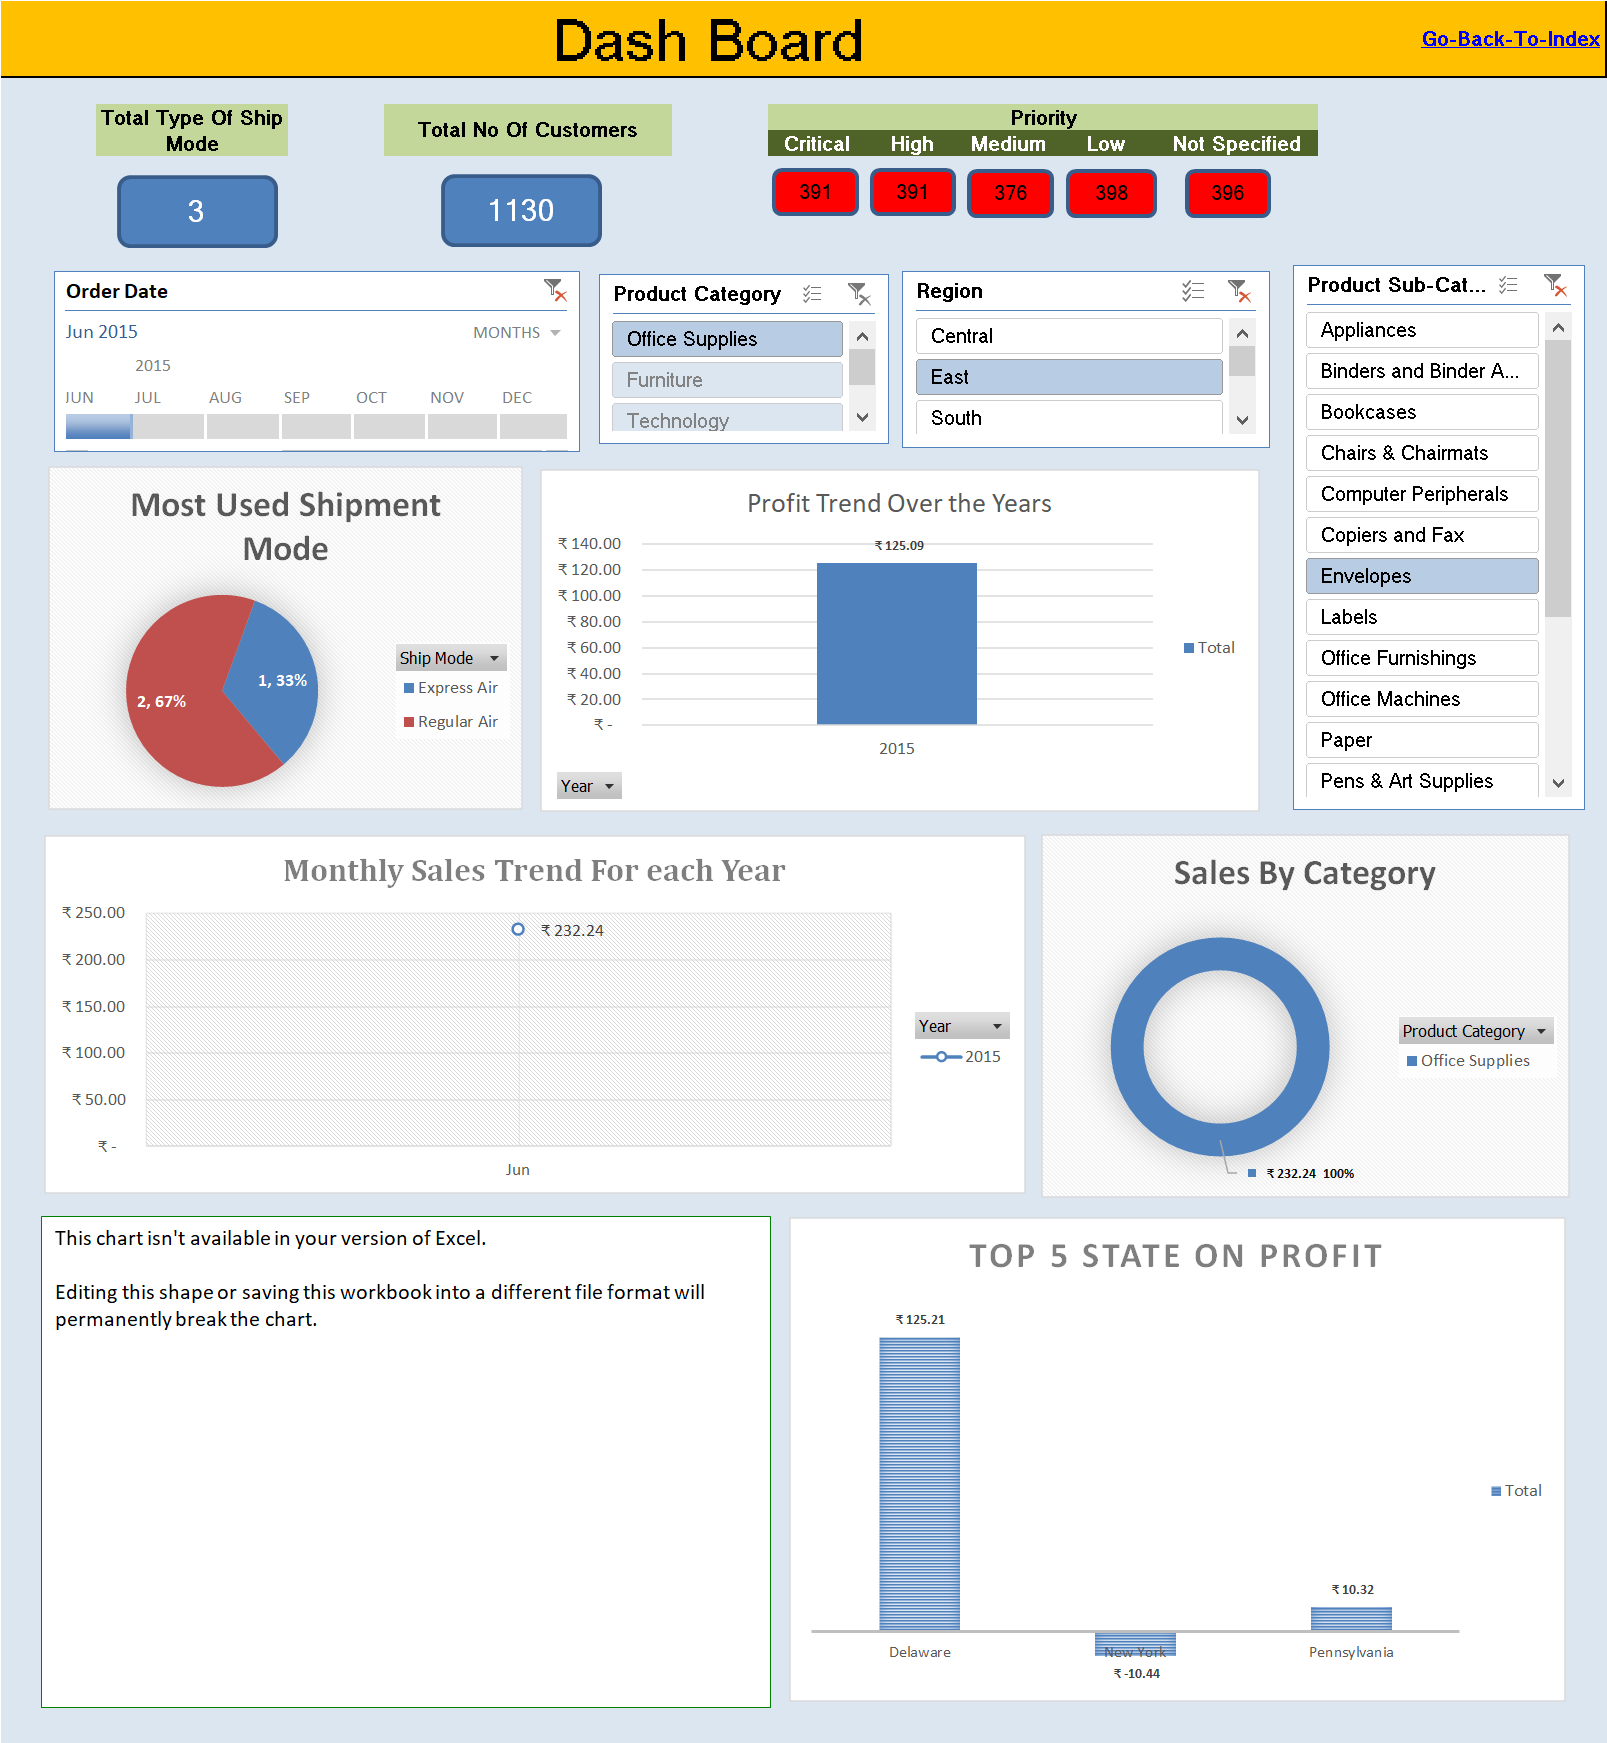 Dash Board
Go-Back-To-Index
Total Type Of Ship
Mode
Total No Of Customers
Priority
Critical High Medium Low Not Specified
3
1130
391 391 376 398 396
Order Date
Jun 2015
MONTHS
2015
JUN JUL AUG SEP OCT NOV DEC
Product Category
Office Supplies
Furniture
Technology
Region
Central
East
South
Product Sub-Cat...
Appliances
Binders and Binder A...
Bookcases
Chairs & Chairmats
Computer Peripherals
Copiers and Fax
Envelopes
Labels
Office Furnishings
Office Machines
Paper
Pens & Art Supplies
Most Used Shipment
Mode
1, 33%
2, 67%
Ship Mode
Express Air
Regular Air
Profit Trend Over the Years
₹ 140.00
₹ 120.00
₹ 100.00
₹ 80.00
₹ 60.00
₹ 40.00
₹ 20.00
₹ -
₹ 125.09
2015
Total
Year
Monthly Sales Trend For each Year
₹ 250.00
₹ 200.00
₹ 150.00
₹ 100.00
₹ 50.00
₹ -
₹ 232.24
Jun
Year
2015
Sales By Category
Product Category
Office Supplies
₹ 232.24 100%
This chart isn't available in your version of Excel.
Editing this shape or saving this workbook into a different file format will
permanently break the chart.
TOP 5 STATE ON PROFIT
₹ 125.21
₹ 10.32
Total
Delaware New York Pennsylvania
₹ -10.44